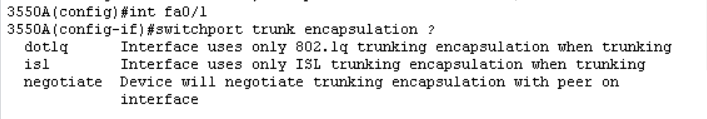 3550A(config)#int fa0/1
3550A(config-if)#switchport trunk encapsulation ?
dot1q Interface uses only 802.1q trunking encapsulation when trunking
isl Interface uses only ISL trunking encapsulation when trunking
negotiate Device will negotiate trunking encapsulation with peer on
interface